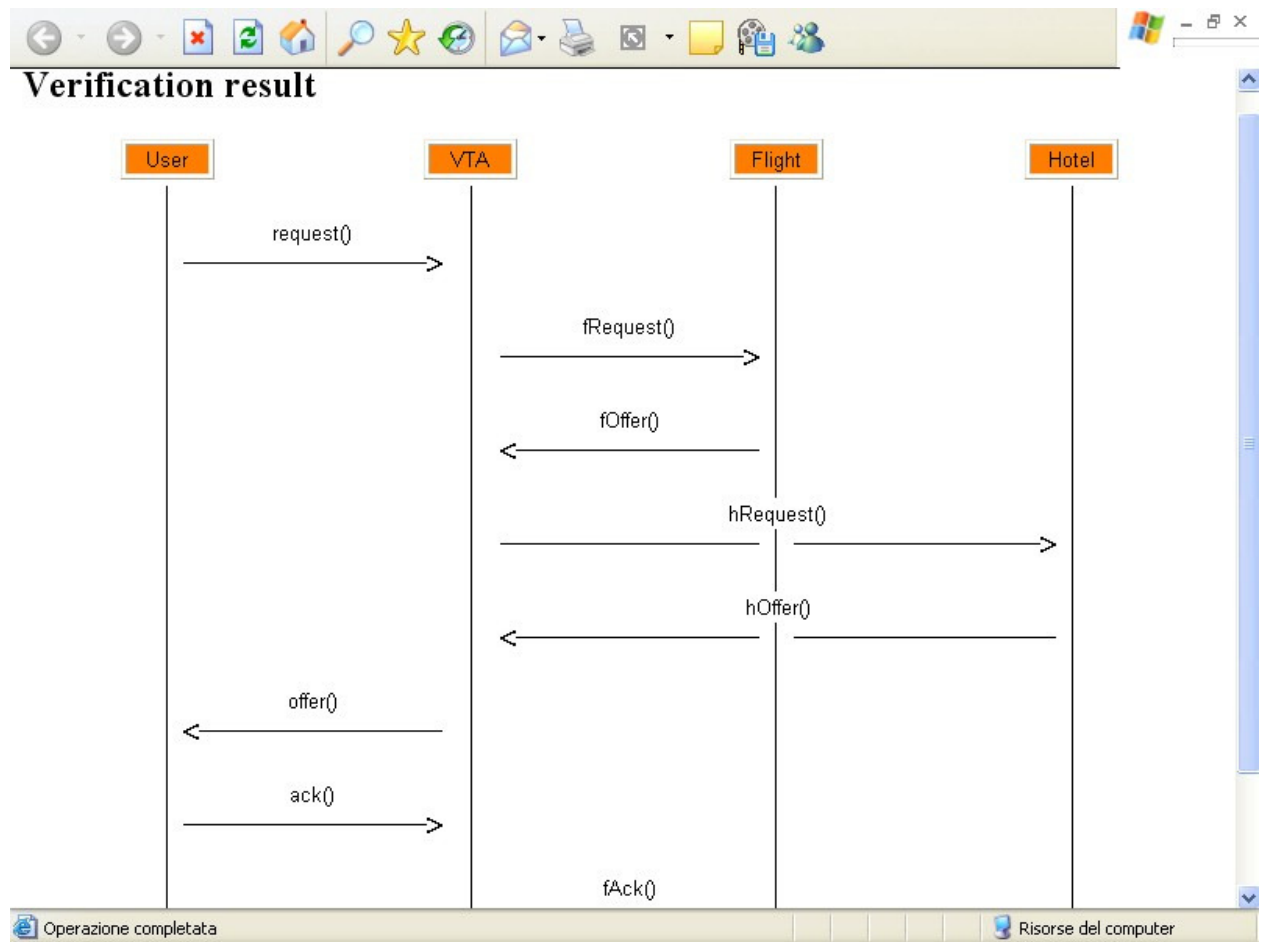 Verification result
User VTA Flight Hotel
request()
fRequest()
fOffer()
hRequest()
hOffer()
offer()
ack()
fAck()
Operazione completata Risorse del computer